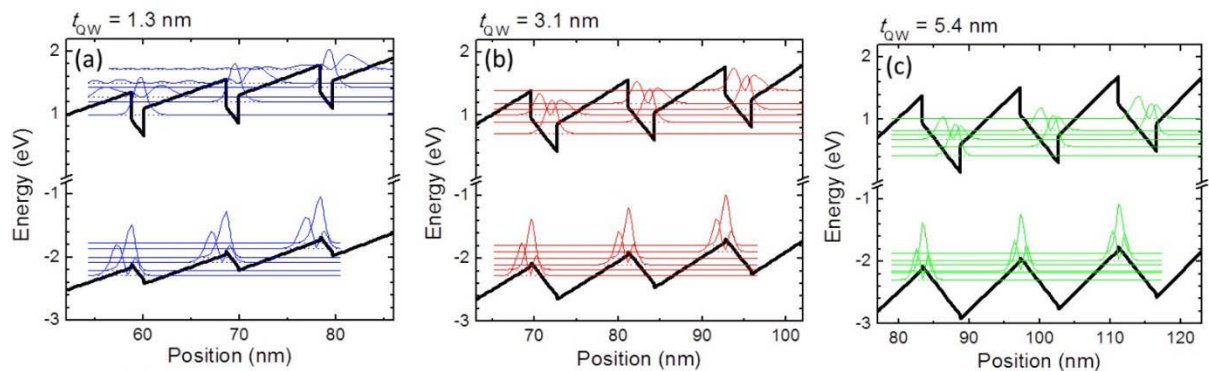 t_QW = 1.3 nm
(a)
Energy (eV)
2
1
-1
-2
-3
60 70 80
Position (nm)
t_QW = 3.1 nm
(b)
Energy (eV)
2
1
-1
-2
-3
70 80 90 100
Position (nm)
t_QW = 5.4 nm
(c)
Energy (eV)
2
1
-1
-2
-3
80 90 100 110 120
Position (nm)